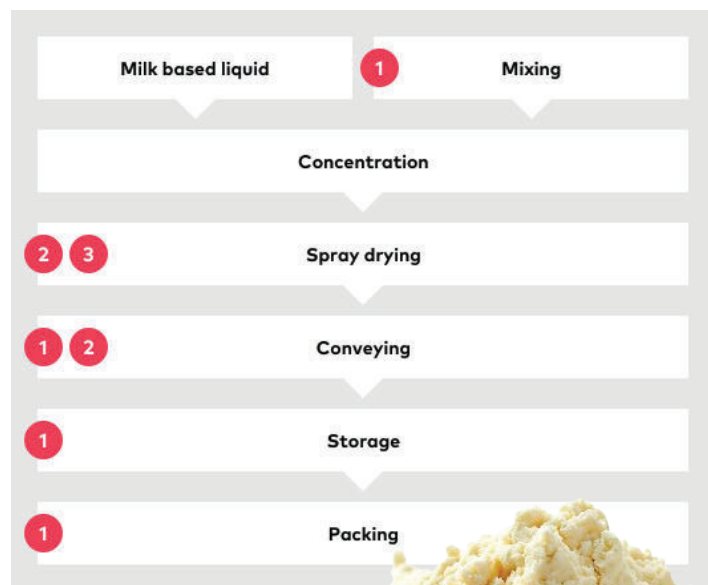 Milk based liquid
1 Mixing
Concentration
2 3 Spray drying
1 2 Conveying
1 Storage
1 Packing